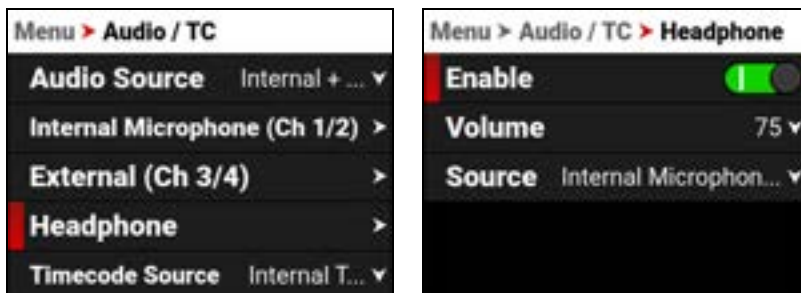 Menu > Audio / TC
Audio Source Internal + ...
Internal Microphone (Ch 1/2) >
External (Ch 3/4) >
Headphone >
Timecode Source Internal T...
Menu > Audio / TC > Headphone
Enable
Volume 75
Source Internal Microphon...